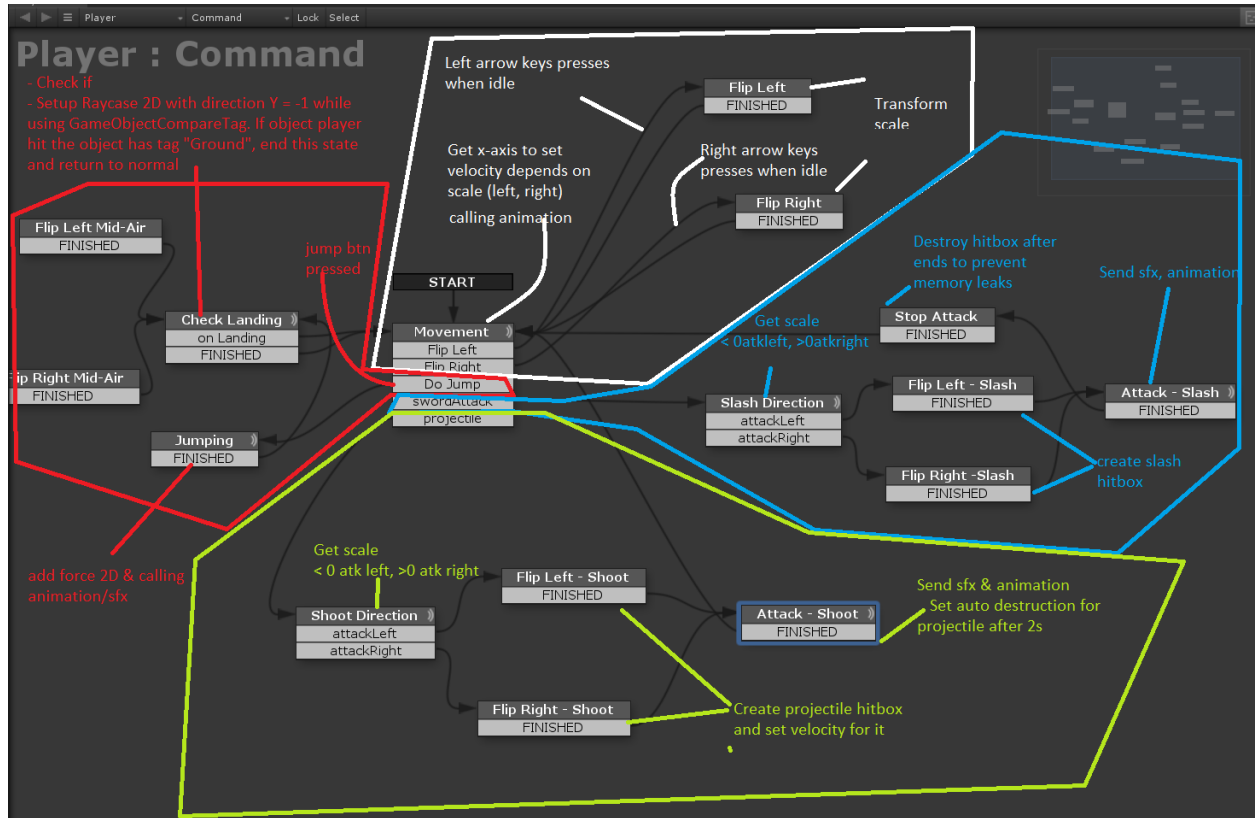 Player
Command
Lock
Select
Player : Command
- Check if
- Setup Raycase 2D with direction Y = -1 while
using GameObjectCompareTag. If object player
hit the object has tag "Ground", end this state
and return to normal
Left arrow keys presses
when idle
Flip Left
FINISHED
Transform
scale
Get x-axis to set
velocity depends on
scale (left, right)
calling animation
Right arrow keys
presses when idle
Flip Right
FINISHED
Flip Left Mid-Air
FINISHED
jump btn
pressed
START
Destroy hitbox after
ends to prevent
memory leaks
Send sfx, animation
Check Landing
on Landing
FINISHED
Movement
Flip Left
Flip Right
Do Jump
swordAttack
projectile
Get scale
< 0atkleft, >0atkright
Stop Attack
FINISHED
ip Right Mid-Air
FINISHED
Slash Direction
attackLeft
attackRight
Flip Left - Slash
FINISHED
Attack - Slash
FINISHED
Jumping
FINISHED
Flip Right -Slash
FINISHED
create slash
hitbox
add force 2D & calling
animation/sfx
Get scale
< 0 atk left, >0 atk right
Shoot Direction
attackLeft
attackRight
Flip Left - Shoot
FINISHED
Attack - Shoot
FINISHED
Send sfx & animation
Set auto destruction for
projectile after 2s
Flip Right - Shoot
FINISHED
Create projectile hitbox
and set velocity for it